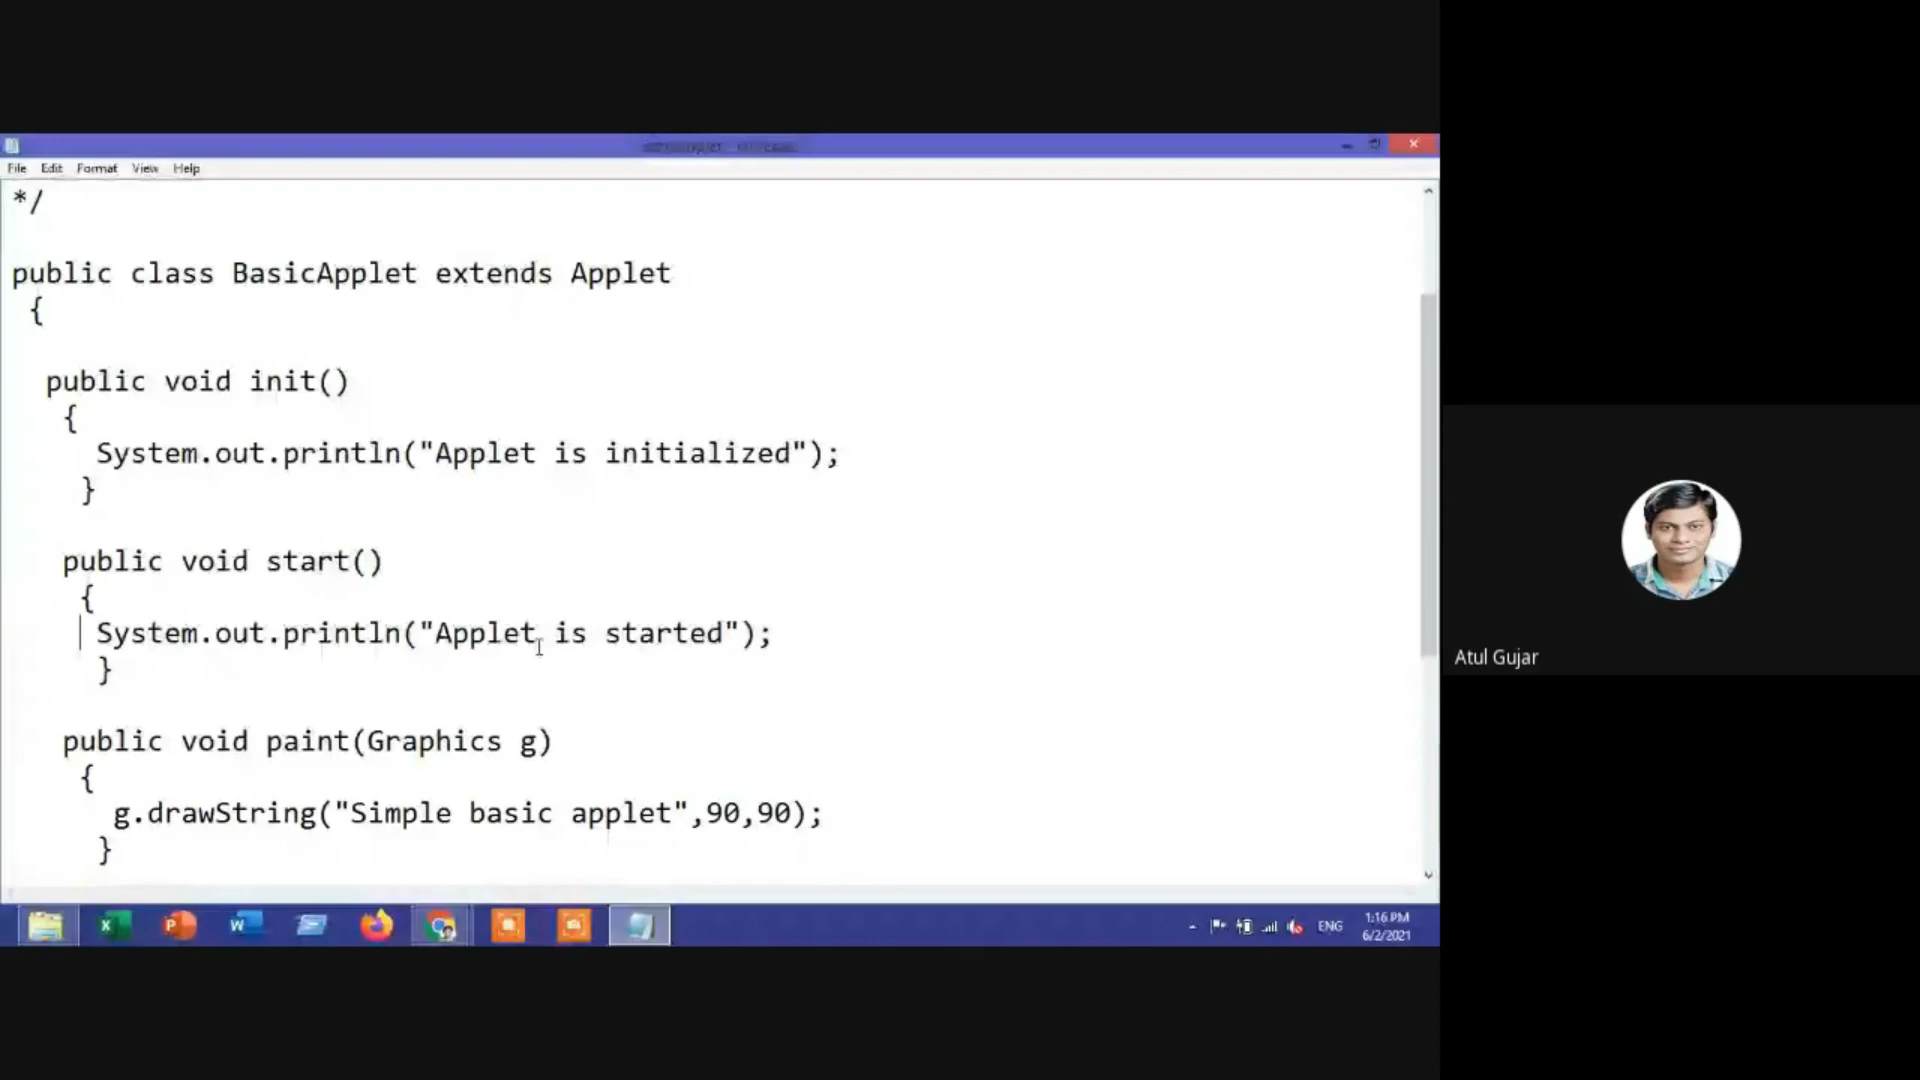 File Edit Format View Help
*/
public class BasicApplet extends Applet
{
public void init()
{
System.out.println("Applet is initialized");
}
public void start()
{
System.out.println("Applet is started");
}
public void paint(Graphics g)
{
g.drawString("Simple basic applet",90,90);
}
Atul Gujar
ENG
1:16 PM
6/2/2021